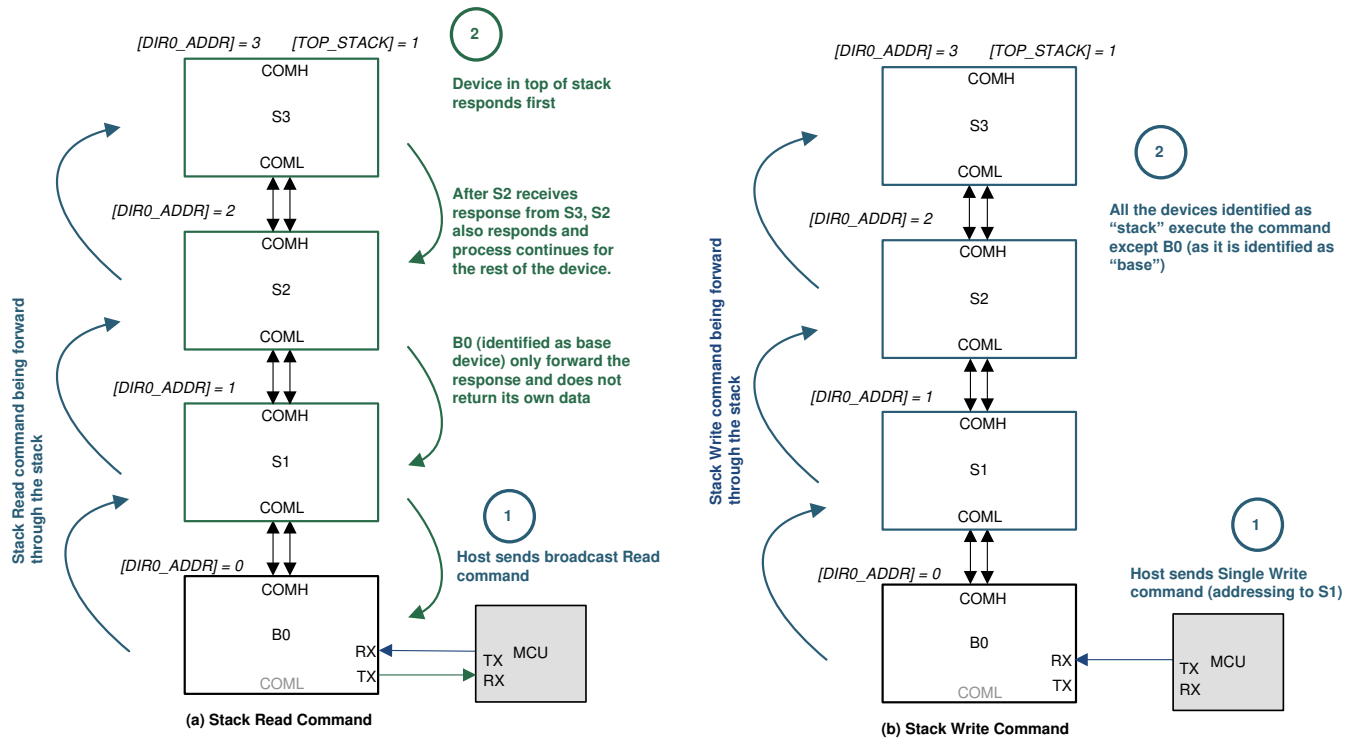 [DIR0_ADDR] = 3
[TOP_STACK] = 1
COMH
S3
COML
[DIR0_ADDR] = 2
COMH
S2
COML
[DIR0_ADDR] = 1
COMH
S1
COML
[DIR0_ADDR] = 0
COMH
B0
RX
TX
COML
TX
MCU
RX
Stack Read command being forward
through the stack
2
Device in top of stack
responds first
After S2 receives
response from S3, S2
also responds and
process continues for
the rest of the device.
B0 (identified as base
device) only forward the
response and does not
return its own data
1
Host sends broadcast Read
command
(a) Stack Read Command
[DIR0_ADDR] = 3
[TOP_STACK] = 1
COMH
S3
COML
[DIR0_ADDR] = 2
COMH
S2
COML
[DIR0_ADDR] = 1
COMH
S1
COML
[DIR0_ADDR] = 0
COMH
B0
RX
TX
COML
TX
MCU
RX
Stack Write command being forward
through the stack
2
All the devices identified as
“stack” execute the command
except B0 (as it is identified as
“base”)
1
Host sends Single Write
command (addressing to S1)
(b) Stack Write Command